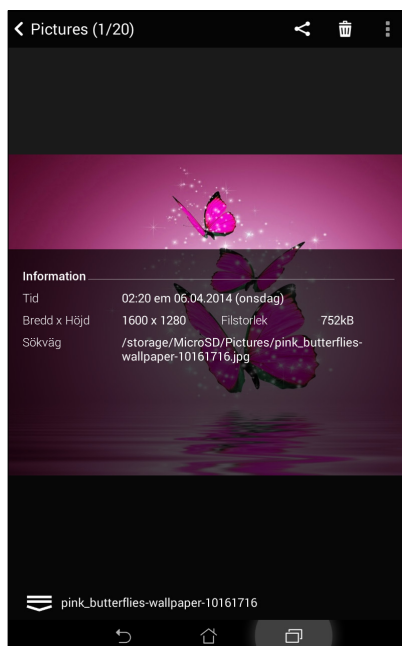 Pictures (1/20)
Information
Tid 02:20 em 06.04.2014 (onsdag)
Bredd x Höjd 1600 x 1280 Filstorlek 752kB
Sökväg /storage/MicroSD/Pictures/pink_butterflies-
wallpaper-10161716.jpg
pink_butterflies-wallpaper-10161716